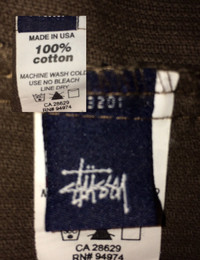 MADE IN USA
100%
cotton
MACHINE WASH COLD
USE NO BLEACH
LINE DRY
CA 28629
RN# 94974
3201
Stüssy
CA 28629
RN# 94974